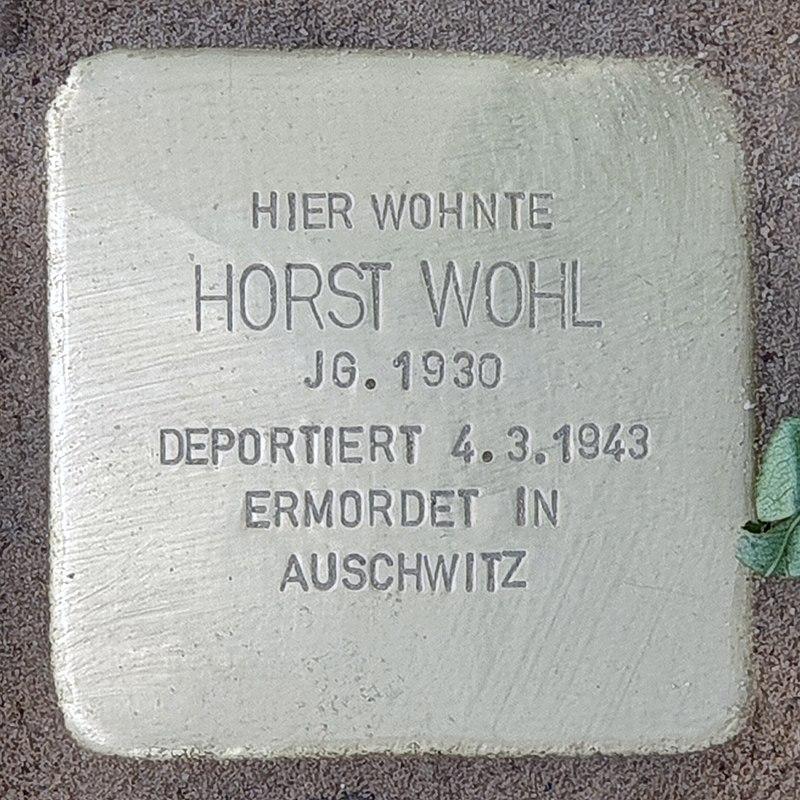 HIER WOHNTE
HORST WOHL
JG. 1930
DEPORTIERT 4.3.1943
ERMORDET IN
AUSCHWITZ